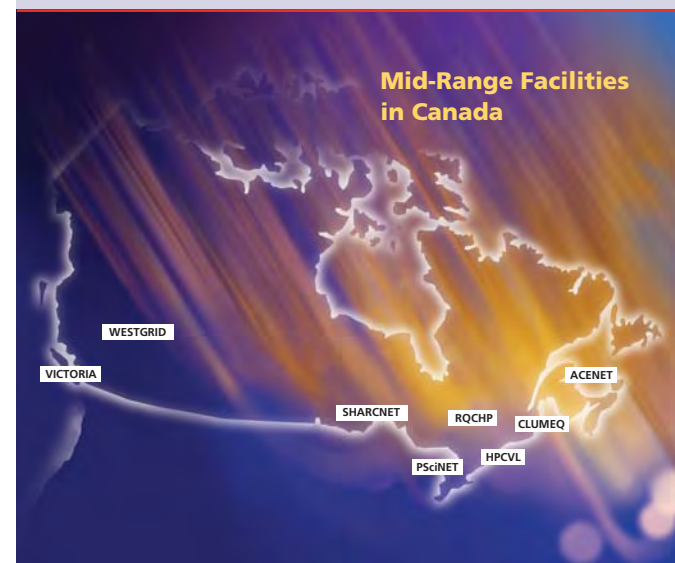 Mid-Range Facilities
in Canada
WESTGRID
VICTORIA
ACENET
SHARCNET
RQCHP
CLUMEQ
HPCVL
PSciNET